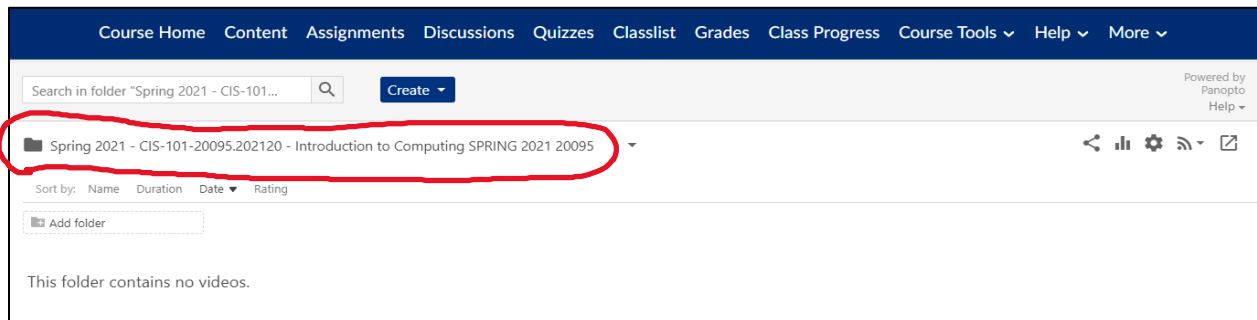 Course Home Content Assignments Discussions Quizzes Classlist Grades Class Progress Course Tools Help More
Search in folder "Spring 2021 - CIS-101...
Create
Powered by
Panopto
Help
Spring 2021 - CIS-101-20095.202120 - Introduction to Computing SPRING 2021 20095
Sort by: Name Duration Date Rating
Add folder
This folder contains no videos.